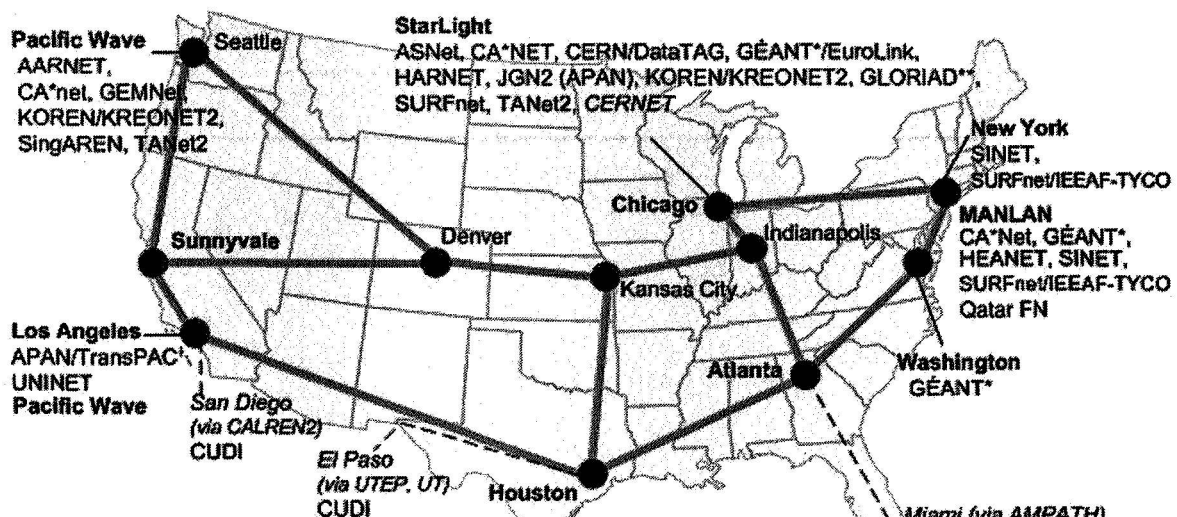 Pacific Wave
AARNET,
CA*net, GEMNet,
KOREN/KREONET2,
SingAREN, TANet2
Seattle
StarLight
ASNet, CA*NET, CERN/DataTAG, GÉANT*/EuroLink,
HARNET, JGN2 (APAN), KOREN/KREONET2, GLORIAD**,
SURFnet, TANet2, CERNET
New York
SINET,
SURFnet/IEEAF-TYCO
MANLAN
CA*Net, GÉANT*,
HEANET, SINET,
SURFnet/IEEAF-TYCO
Qatar FN
Chicago
Indianapolis
Sunnyvale
Denver
Kansas City
Los Angeles
APAN/TransPAC†
UNINET
Pacific Wave
San Diego
(via CALREN2)
CUDI
El Paso
(via UTEP, UT)
CUDI
Houston
Atlanta
Washington
GÉANT*
Miami (via AMPATH)